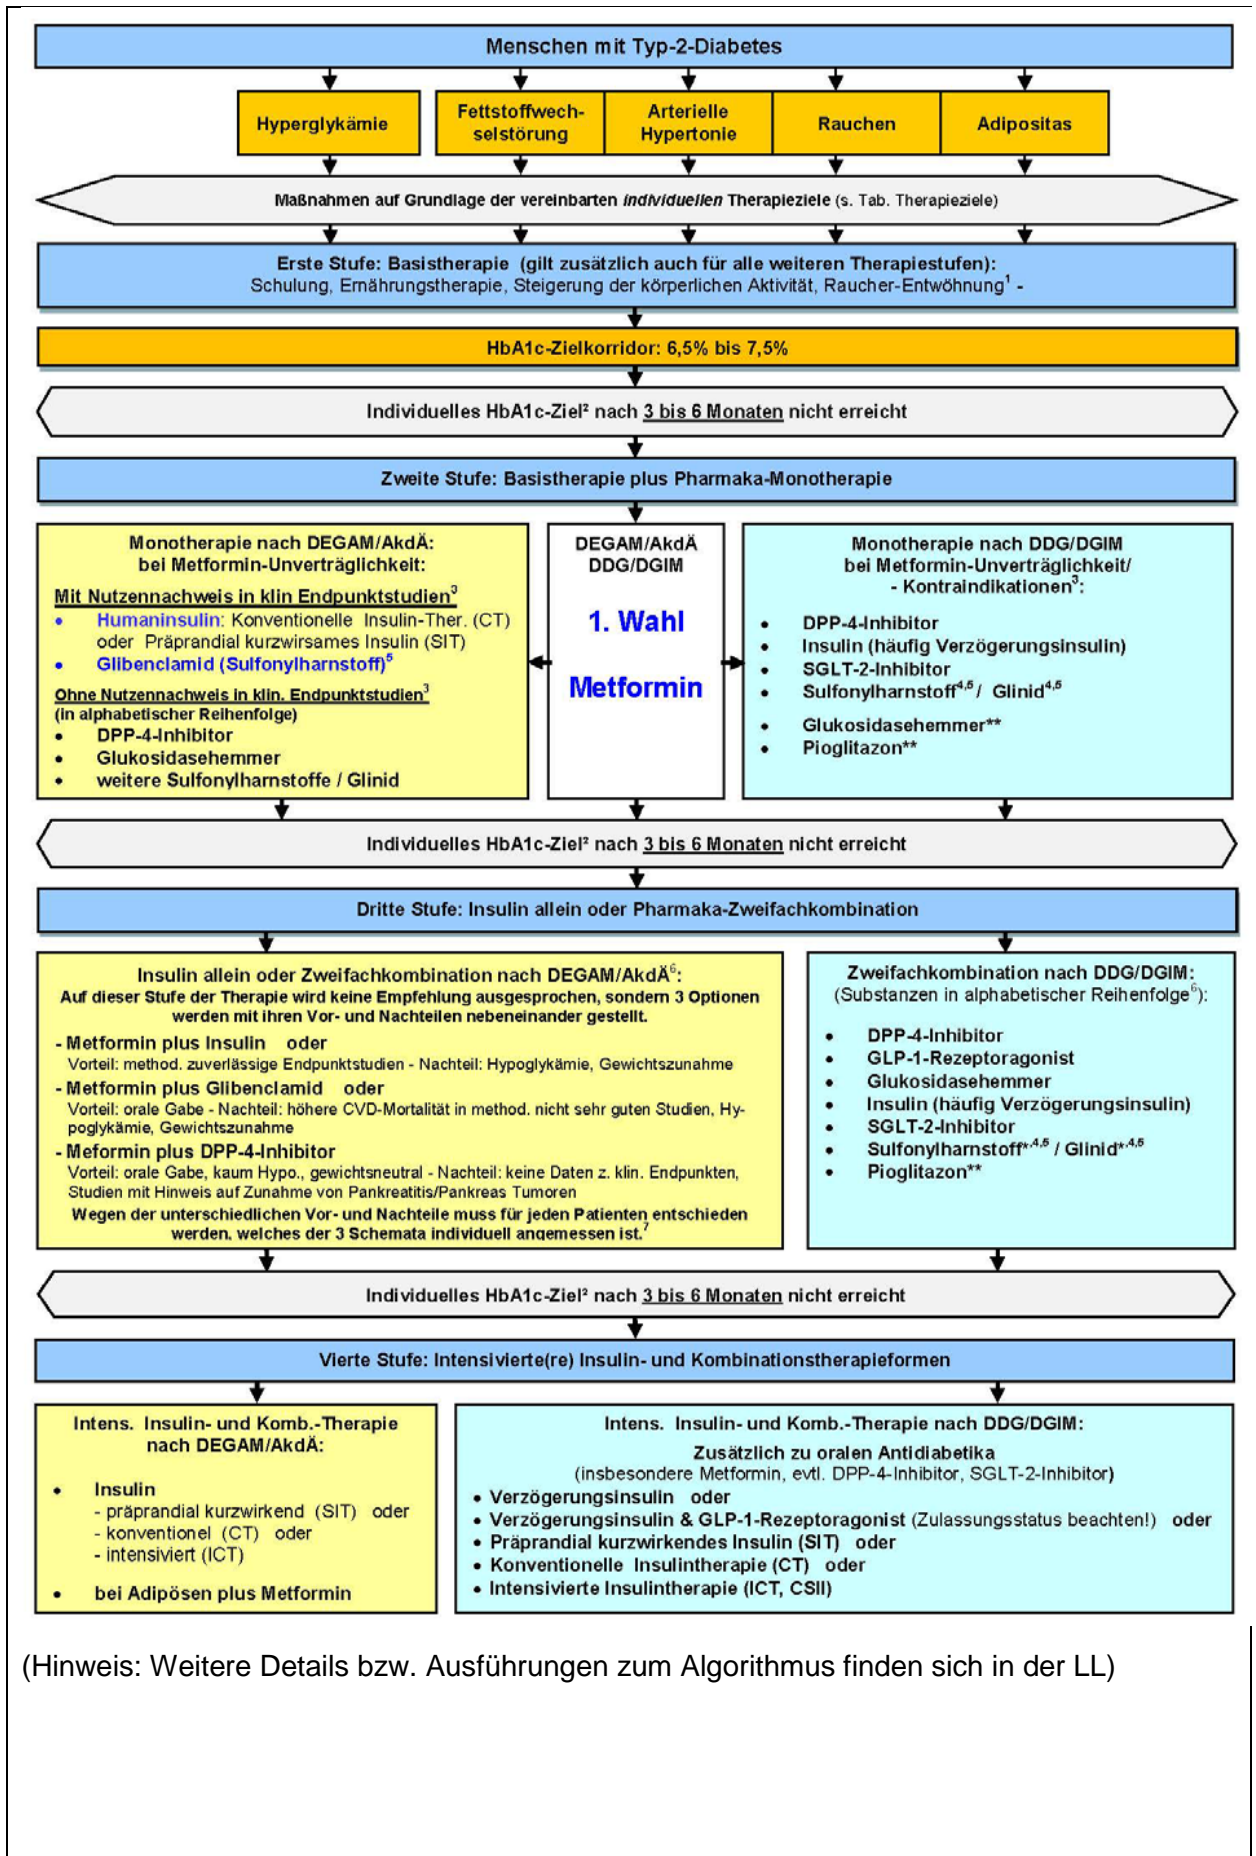 Menschen mit Typ-2-Diabetes
Hyperglykämie
Fettstoffwech-
selstörung
Arterielle
Hypertonie
Rauchen
Adipositas
Maßnahmen auf Grundlage der vereinbarten individuellen Therapieziele (s. Tab. Therapieziele)
Erste Stufe: Basistherapie (gilt zusätzlich auch für alle weiteren Therapiestufen):
Schulung, Ernährungstherapie, Steigerung der körperlichen Aktivität, Raucher-Entwöhnung¹ -
HbA1c-Zielkorridor: 6,5% bis 7,5%
Individuelles HbA1c-Ziel² nach 3 bis 6 Monaten nicht erreicht
Zweite Stufe: Basistherapie plus Pharmaka-Monotherapie
Monotherapie nach DEGAM/AkdÄ:
bei Metformin-Unverträglichkeit:
Mit Nutzennachweis in klin Endpunktstudien³
• Humaninsulin: Konventionelle Insulin-Ther. (CT)
oder Präprandial kurzwirsames Insulin (SIT)
• Glibenclamid (Sulfonylharnstoff)⁵
Ohne Nutzennachweis in klin. Endpunktstudien³
(in alphabetischer Reihenfolge)
• DPP-4-Inhibitor
• Glukosidasehemmer
• weitere Sulfonylharnstoffe / Glinid
DEGAM/AkdÄ
DDG/DGIM
1. Wahl
Metformin
Monotherapie nach DDG/DGIM
bei Metformin-Unverträglichkeit/
- Kontraindikationen³:
• DPP-4-Inhibitor
• Insulin (häufig Verzögerungsinsulin)
• SGLT-2-Inhibitor
• Sulfonylharnstoff⁴,⁵ / Glinid⁴,⁵
• Glukosidasehemmer**
• Pioglitazon**
Individuelles HbA1c-Ziel² nach 3 bis 6 Monaten nicht erreicht
Dritte Stufe: Insulin allein oder Pharmaka-Zweifachkombination
Insulin allein oder Zweifachkombination nach DEGAM/AkdÄ⁶:
Auf dieser Stufe der Therapie wird keine Empfehlung ausgesprochen, sondern 3 Optionen
werden mit ihren Vor- und Nachteilen nebeneinander gestellt.
- Metformin plus Insulin oder
Vorteil: method. zuverlässige Endpunktstudien - Nachteil: Hypoglykämie, Gewichtszunahme
- Metformin plus Glibenclamid oder
Vorteil: orale Gabe - Nachteil: höhere CVD-Mortalität in method. nicht sehr guten Studien, Hy-
poglykämie, Gewichtszunahme
- Meformin plus DPP-4-Inhibitor
Vorteil: orale Gabe, kaum Hypo., gewichtsneutral - Nachteil: keine Daten z. klin. Endpunkten,
Studien mit Hinweis auf Zunahme von Pankreatitis/Pankreas Tumoren
Wegen der unterschiedlichen Vor- und Nachteile muss für jeden Patienten entschieden
werden, welches der 3 Schemata individuell angemessen ist.⁷
Zweifachkombination nach DDG/DGIM:
(Substanzen in alphabetischer Reihenfolge⁶):
• DPP-4-Inhibitor
• GLP-1-Rezeptoragonist
• Glukosidasehemmer
• Insulin (häufig Verzögerungsinsulin)
• SGLT-2-Inhibitor
• Sulfonylharnstoff*,⁴,⁵ / Glinid*,⁴,⁵
• Pioglitazon**
Individuelles HbA1c-Ziel² nach 3 bis 6 Monaten nicht erreicht
Vierte Stufe: Intensivierte(re) Insulin- und Kombinationstherapieformen
Intens. Insulin- und Komb.-Therapie
nach DEGAM/AkdÄ:
• Insulin
- präprandial kurzwirkend (SIT) oder
- konventionel (CT) oder
- intensiviert (ICT)
• bei Adipösen plus Metformin
Intens. Insulin- und Komb.-Therapie nach DDG/DGIM:
Zusätzlich zu oralen Antidiabetika
(insbesondere Metformin, evtl. DPP-4-Inhibitor, SGLT-2-Inhibitor)
• Verzögerungsinsulin oder
• Verzögerungsinsulin & GLP-1-Rezeptoragonist (Zulassungsstatus beachten!) oder
• Präprandial kurzwirkendes Insulin (SIT) oder
• Konventionelle Insulintherapie (CT) oder
• Intensivierte Insulintherapie (ICT, CSII)
(Hinweis: Weitere Details bzw. Ausführungen zum Algorithmus finden sich in der LL)